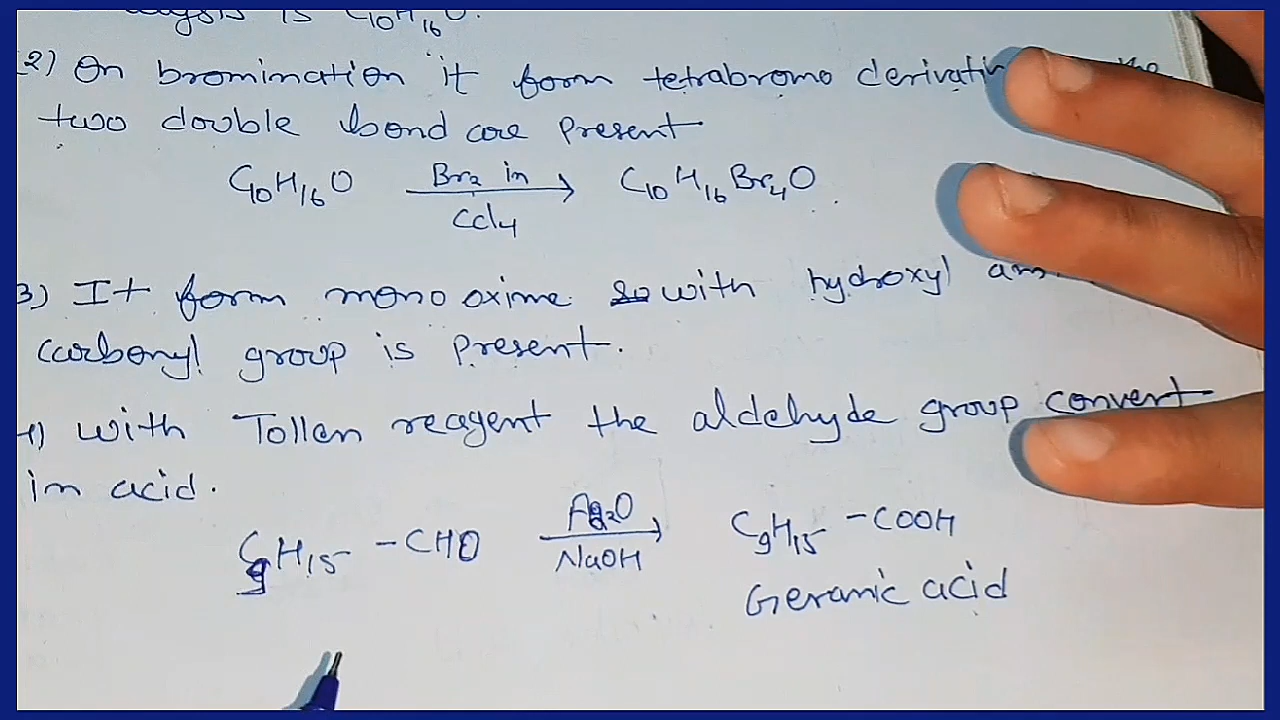 is C10H16O.
2) On bromination it form tetrabromo
two double bond are present
C10H16O Br2 in CCl4 → C10H16Br4O
3) It form mono oxime with hydroxyl
carbonyl group is present.
4) with Tollen reagent the aldehyde group convert
in acid.
C9H15-CHO Ag2O NaOH → C9H15-COOH
Geranic acid